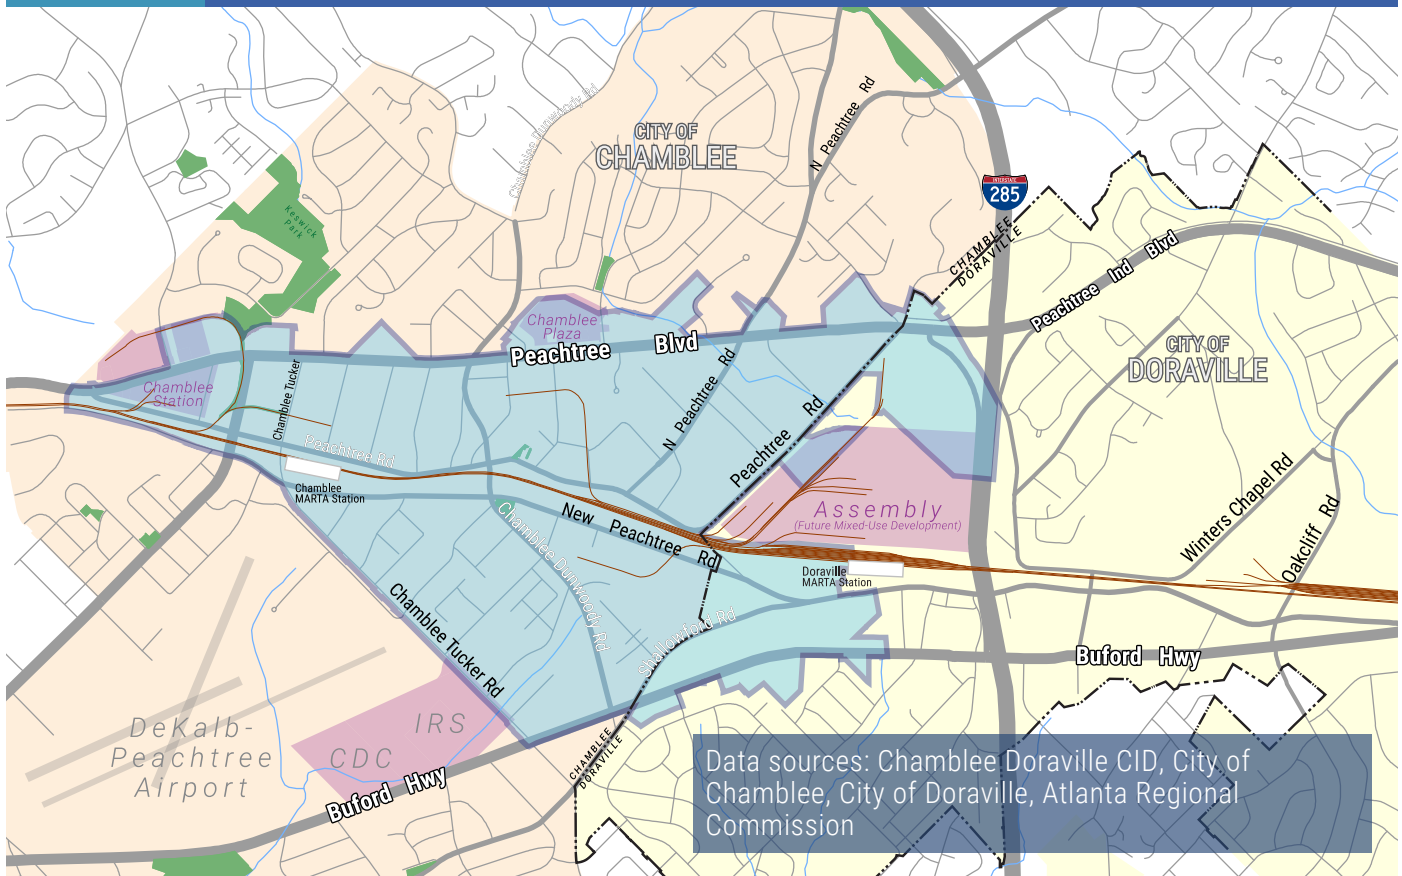 Chamblee Dunwoody Rd
CITY OF
CHAMBLEE
N Peachtree Rd
INTERSTATE
285
Keswick
Park
CHAMBLEE
DORAVILLE
Peachtree Ind Blvd
Chamblee
Plaza
Peachtree Blvd
CITY OF
DORAVILLE
Chamblee
Station
Chamblee Tucker
N Peachtree Rd
Peachtree Rd
Peachtree Rd
Chamblee
MARTA Station
Assembly
(Future Mixed-Use Development)
New Peachtree Rd
Winters Chapel Rd
Oakcliff Rd
Chamblee Dunwoody Rd
Doraville
MARTA Station
Chamblee Tucker Rd
Shallowford Rd
Buford Hwy
DeKalb-
Peachtree
Airport
IRS
CDC
CHAMBLEE
DORAVILLE
Buford Hwy
Data sources: Chamblee Doraville CID, City of
Chamblee, City of Doraville, Atlanta Regional
Commission